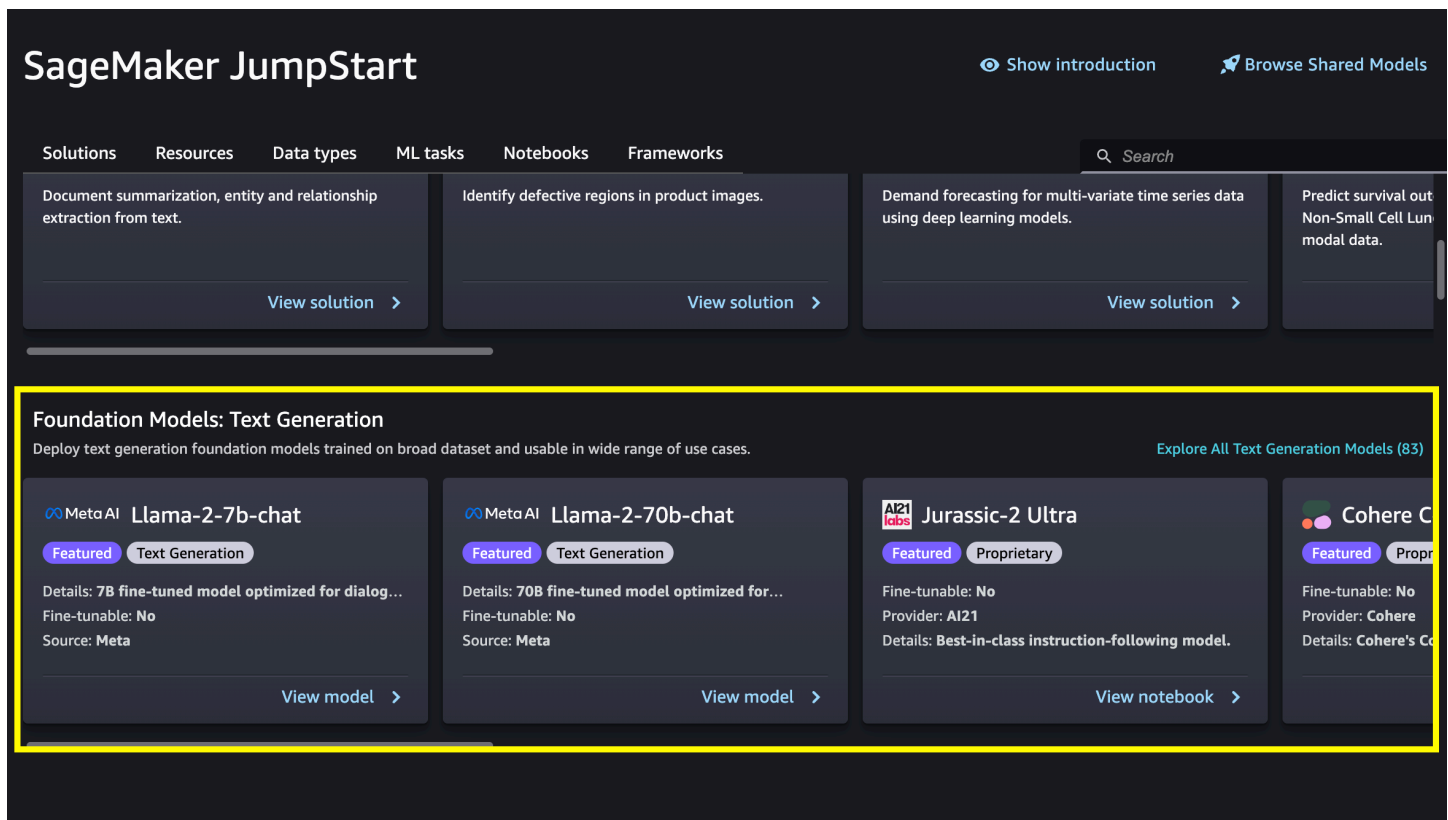 SageMaker JumpStart
Show introduction
Browse Shared Models
Solutions Resources Data types ML tasks Notebooks Frameworks
Search
Document summarization, entity and relationship
extraction from text.
View solution
Identify defective regions in product images.
View solution
Demand forecasting for multi-variate time series data
using deep learning models.
View solution
Predict survival out
Non-Small Cell Lun
modal data.
Foundation Models: Text Generation
Deploy text generation foundation models trained on broad dataset and usable in wide range of use cases.
Explore All Text Generation Models (83)
Meta AI Llama-2-7b-chat
Featured Text Generation
Details: 7B fine-tuned model optimized for dialog...
Fine-tunable: No
Source: Meta
View model
Meta AI Llama-2-70b-chat
Featured Text Generation
Details: 70B fine-tuned model optimized for...
Fine-tunable: No
Source: Meta
View model
AI21 labs Jurassic-2 Ultra
Featured Proprietary
Fine-tunable: No
Provider: AI21
Details: Best-in-class instruction-following model.
View notebook
Cohere C
Featured Propr
Fine-tunable: No
Provider: Cohere
Details: Cohere's Co